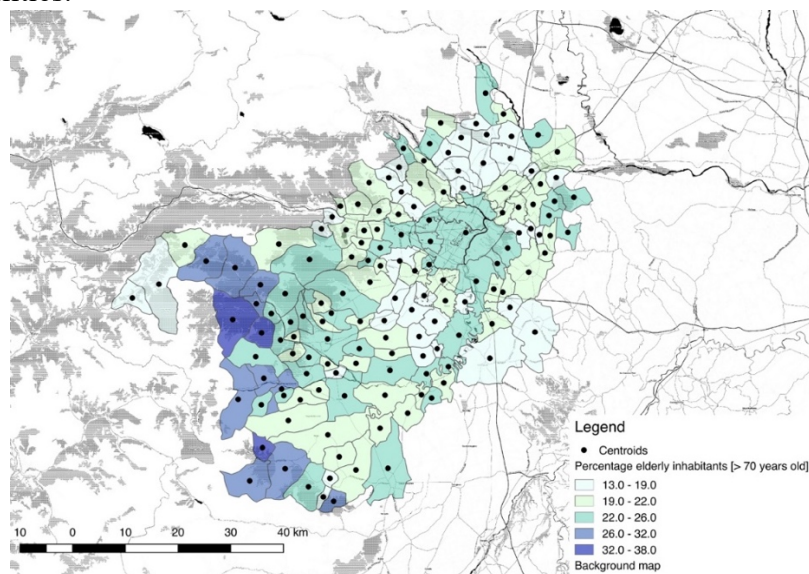 Legend
Centroids
Percentage elderly inhabitants [> 70 years old]
13.0 - 19.0
19.0 - 22.0
22.0 - 26.0
26.0 - 32.0
32.0 - 38.0
Background map
10 0 10 20 30 40 km